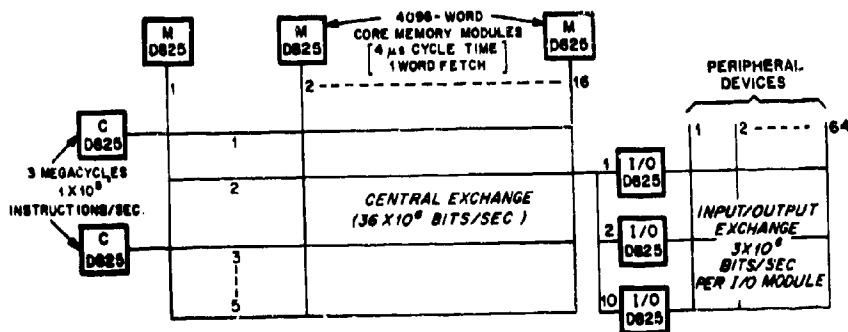 4096-WORD
CORE MEMORY MODULES
[4 μs CYCLE TIME
1 WORD FETCH]
M
D825
M
D825
M
D825
1
2
16
PERIPHERAL
DEVICES
1
2
64
C
D825
1
3 MEGACYCLES
INSTRUCTIONS/SEC.
2
CENTRAL EXCHANGE
(36 X 10⁶ BITS/SEC)
1
I/O
D825
C
D825
3
5
2
I/O
D825
INPUT/OUTPUT
EXCHANGE
3X10⁶
BITS/SEC
PER I/O MODULE
10
I/O
D825